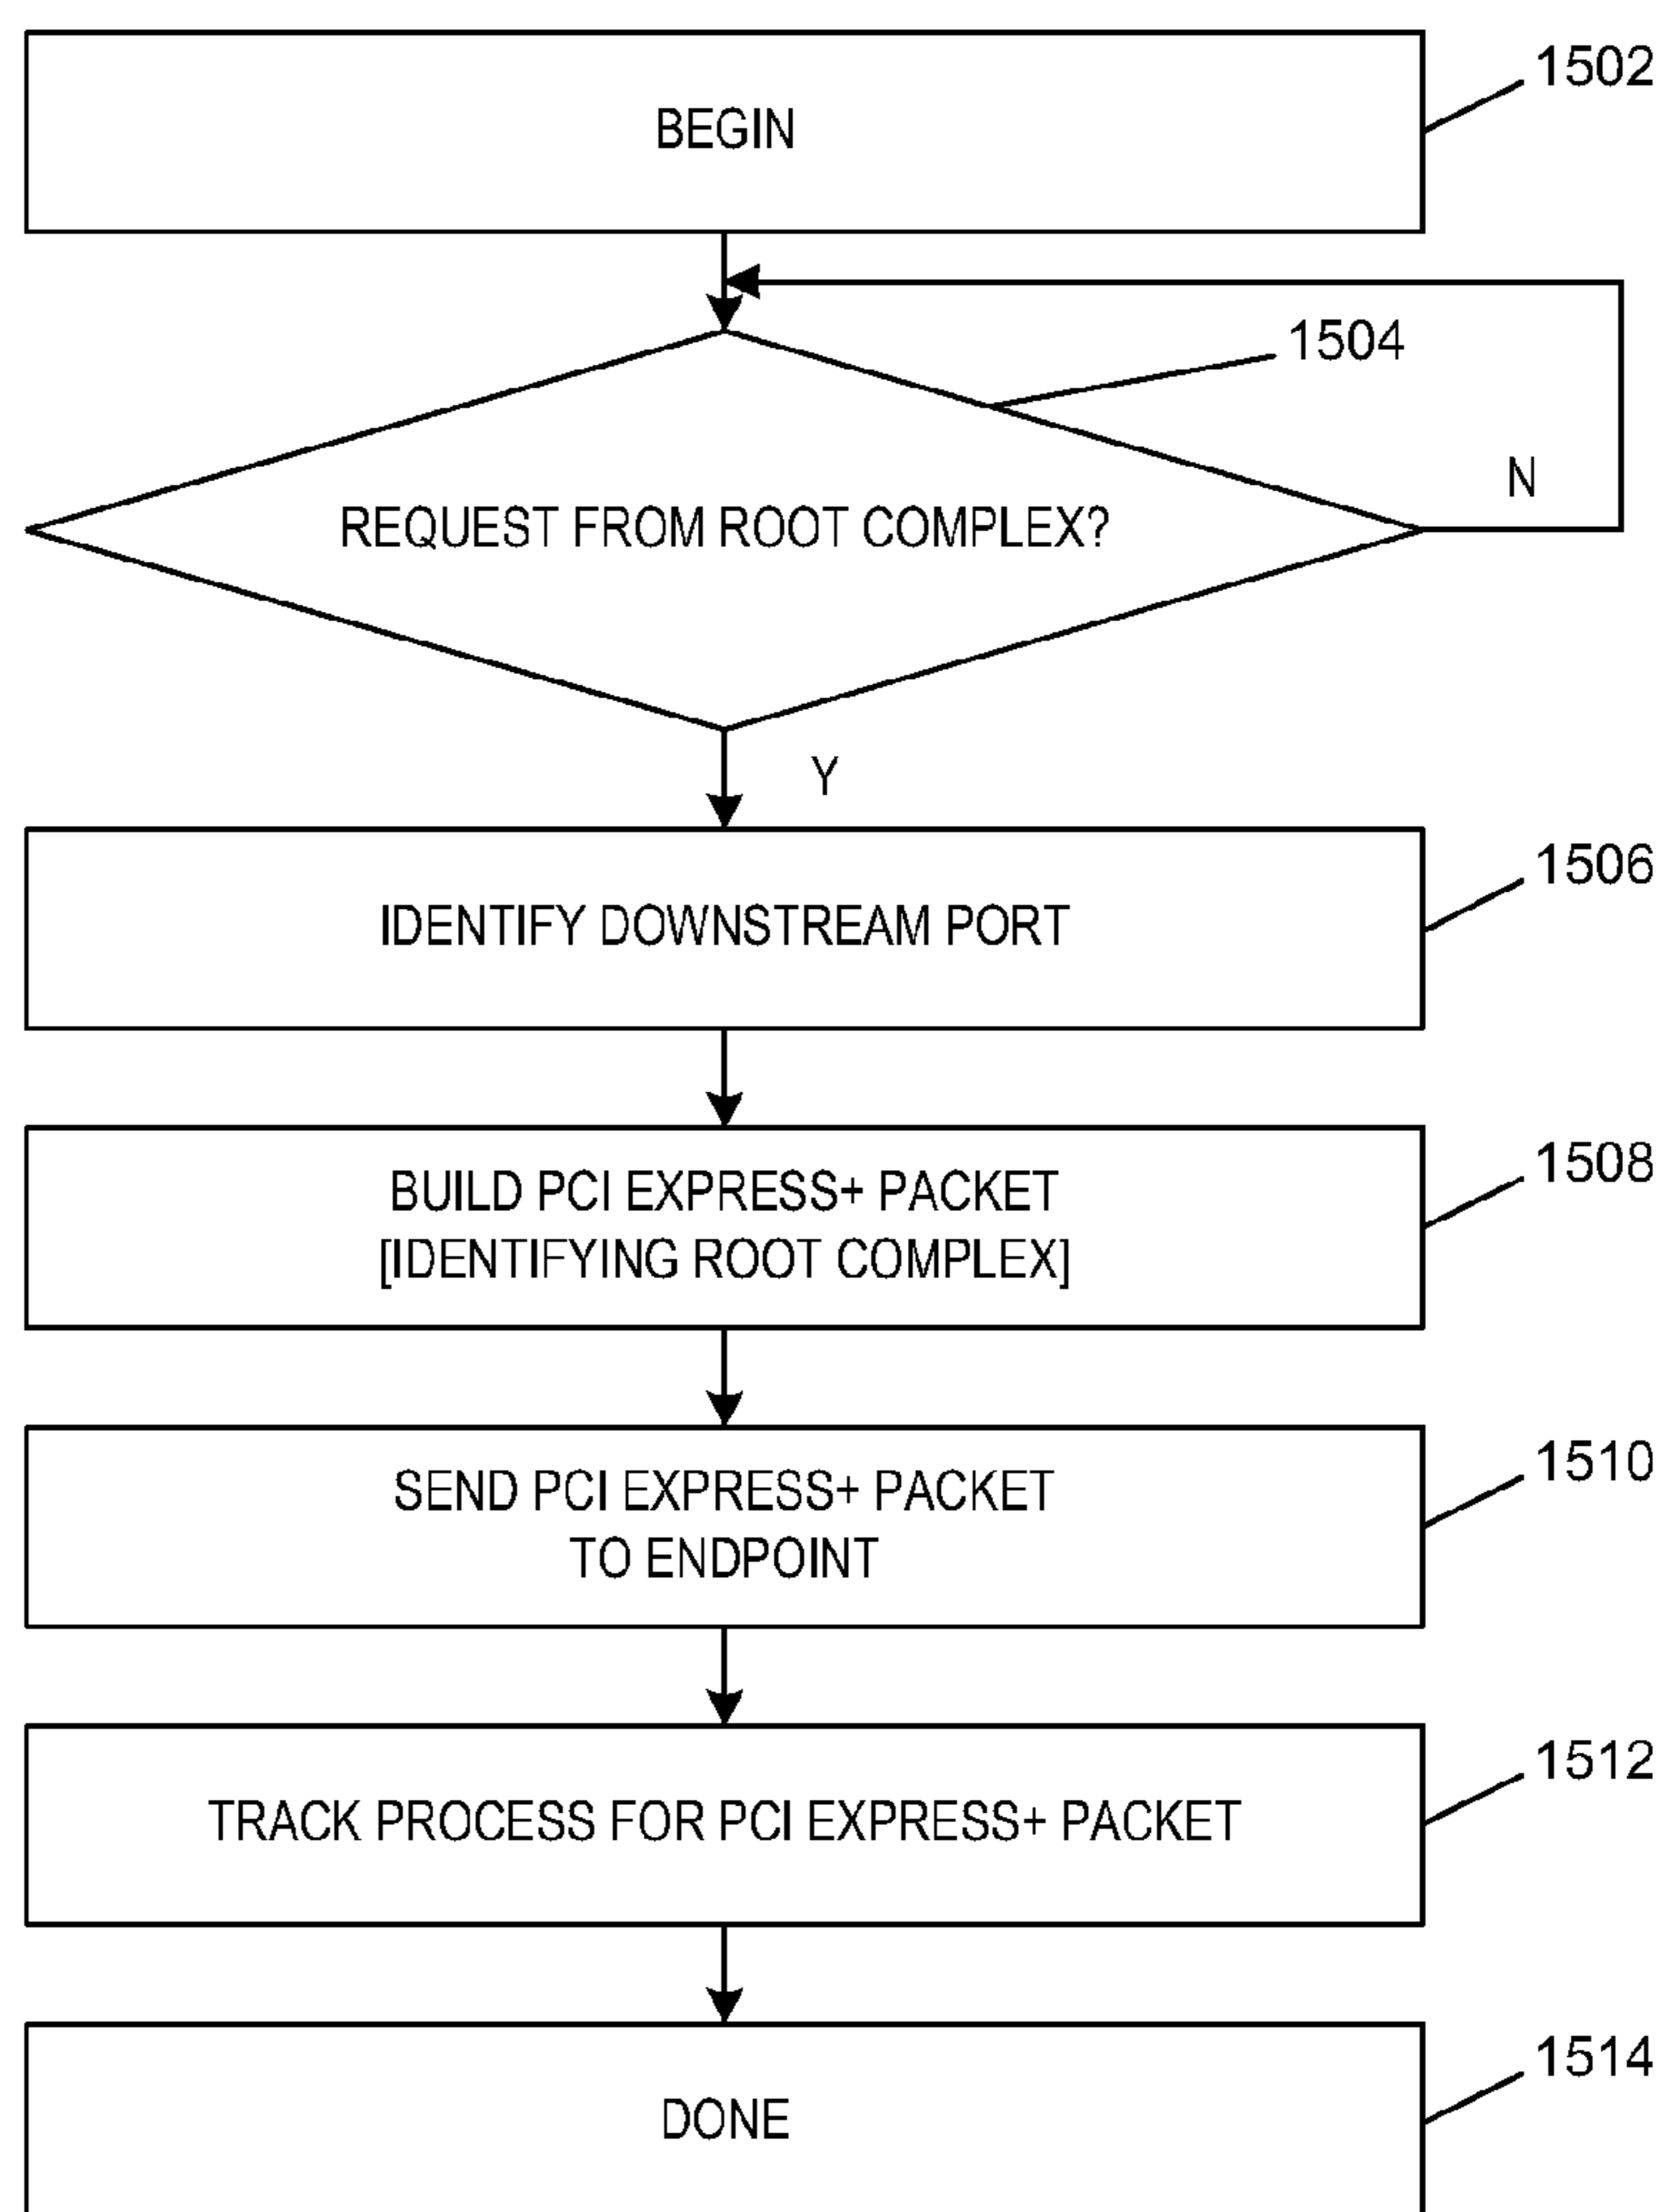 BEGIN
1502
1504
N
REQUEST FROM ROOT COMPLEX?
Y
IDENTIFY DOWNSTREAM PORT
1506
BUILD PCI EXPRESS+ PACKET
[IDENTIFYING ROOT COMPLEX]
1508
SEND PCI EXPRESS+ PACKET
TO ENDPOINT
1510
TRACK PROCESS FOR PCI EXPRESS+ PACKET
1512
DONE
1514